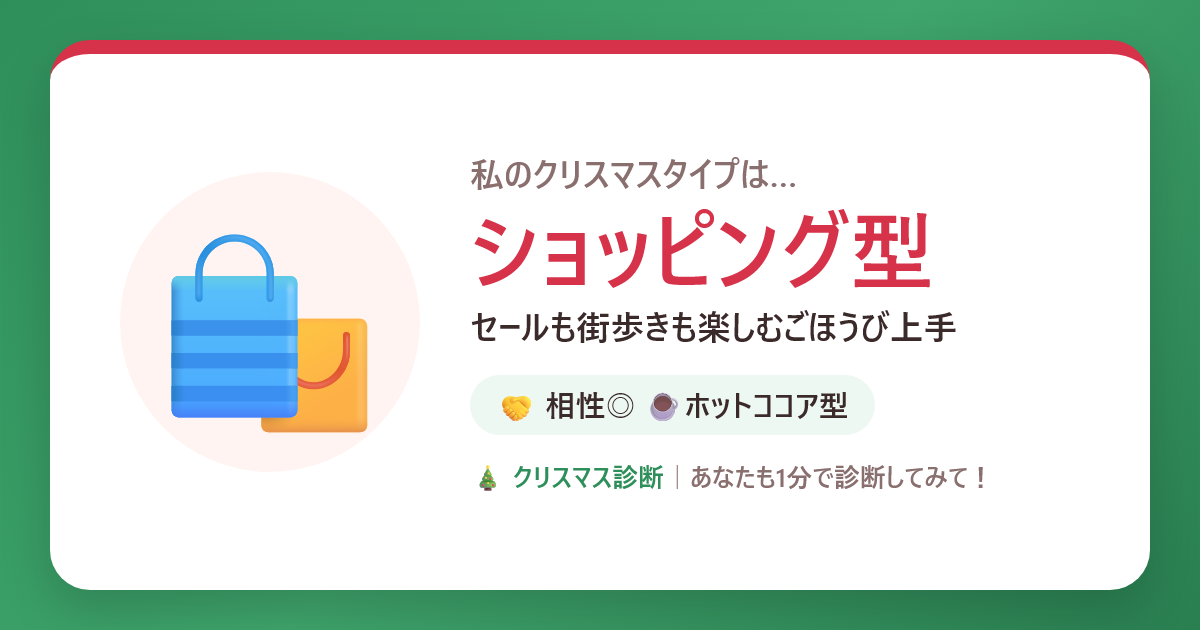 私のクリスマスタイプは...
ショッピング型
セールも街歩きも楽しむごほうび上手
🤝 相性◎ ☕ホットココア型
🎄 クリスマス診断｜あなたも1分で診断してみて！